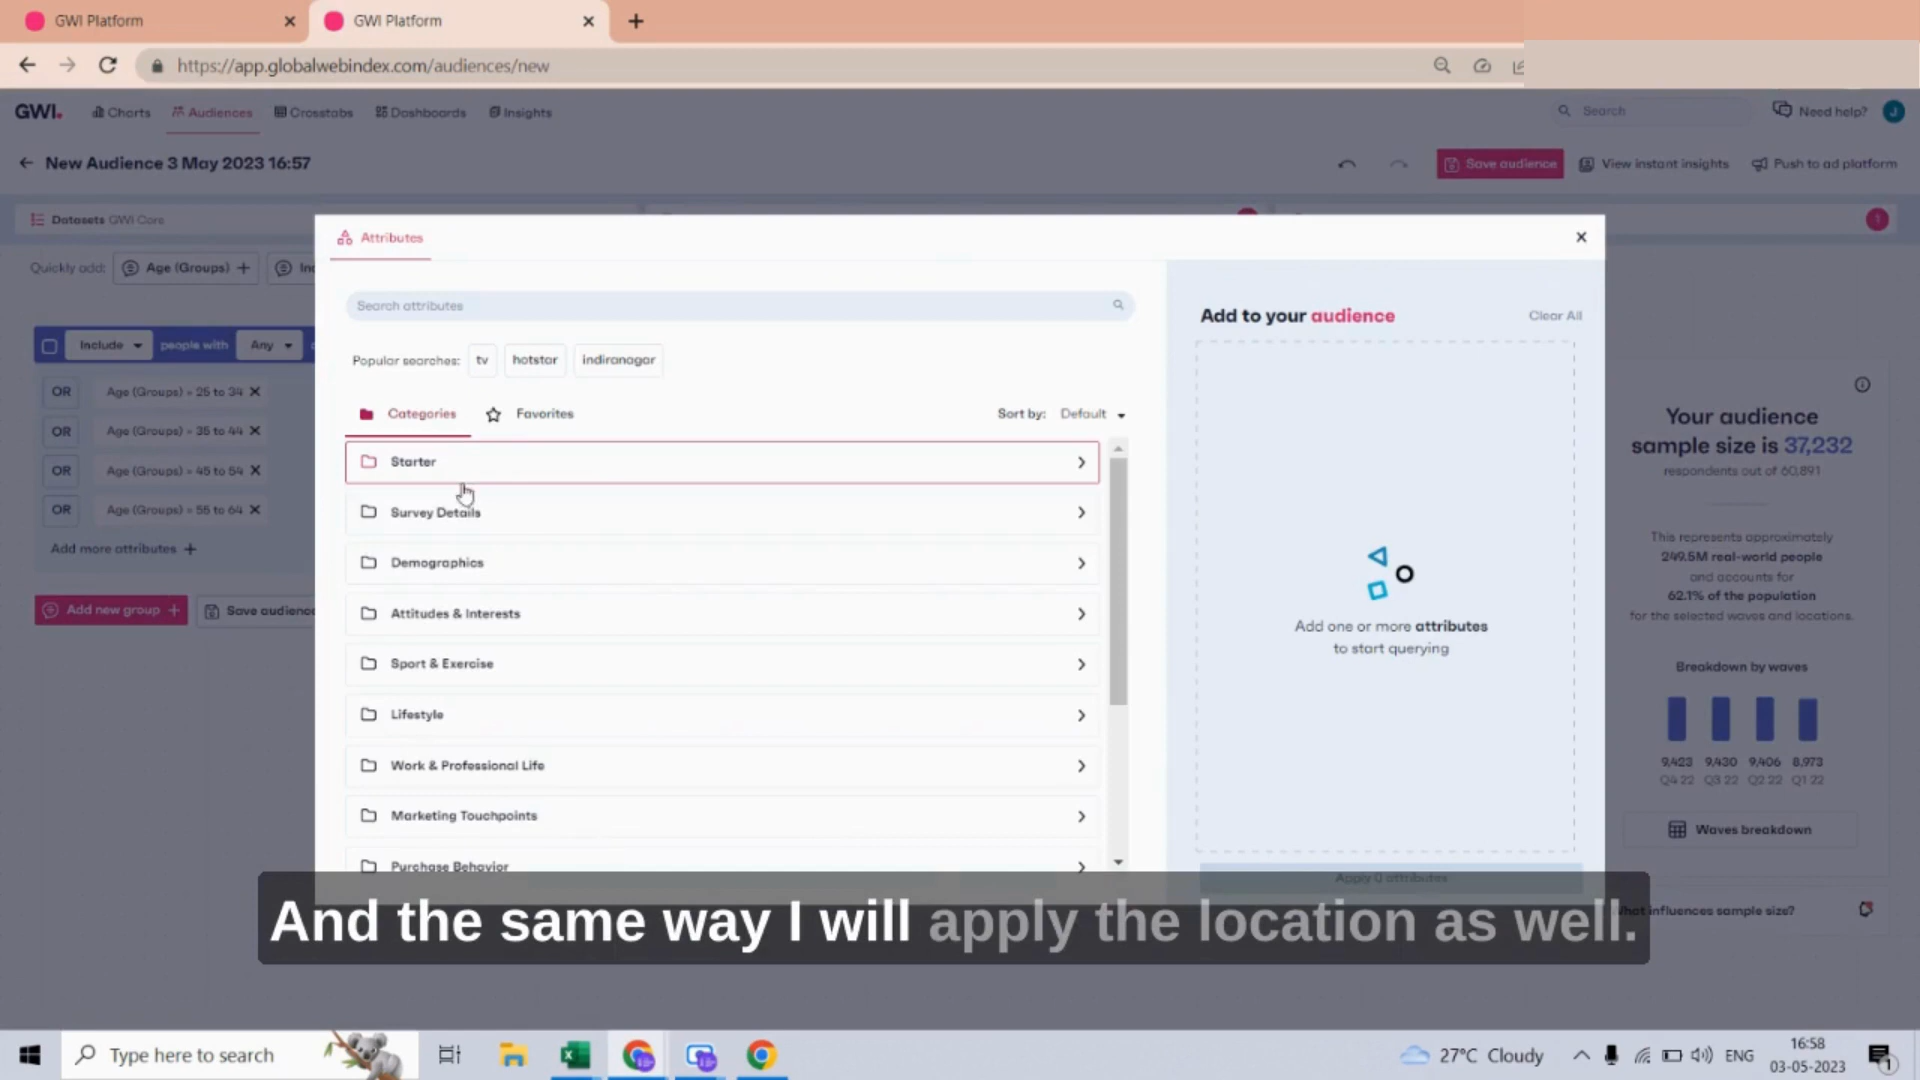 GWI Platform
GWI Platform
https://app.globalwebindex.com/audiences/new
GWI. Charts Audiences Crosstabs Dashboards Insights Search Need help? J
New Audience 3 May 2023 16:57 Save audience View instant insights Push to ad platform
Datasets GWI Core
Quickly add: Age (Groups)
Include people with Any
OR Age (Groups) = 25 to 34
OR Age (Groups) = 35 to 44
OR Age (Groups) = 45 to 54
OR Age (Groups) = 55 to 64
Add more attributes +
Add new group + Save audience
Attributes
Search attributes
Popular searches: tv hotstar indiranagar
Categories Favorites Sort by: Default
Starter
Survey Details
Demographics
Attitudes & Interests
Sport & Exercise
Lifestyle
Work & Professional Life
Marketing Touchpoints
Purchase Behavior
Add to your audience Clear All
Add one or more attributes
to start querying
Apply 0 attributes
Your audience
sample size is 37,232
respondents out of 60,891
This represents approximately
249.5M real-world people
and accounts for
62.1% of the population
for the selected waves and locations.
Breakdown by waves
9,423 9,430 9,406 8,973
Q4 22 Q3 22 Q2 22 Q1 22
Waves breakdown
What influences sample size?
And the same way I will apply the location as well.
Type here to search
27°C Cloudy ENG
16:58
03-05-2023
1